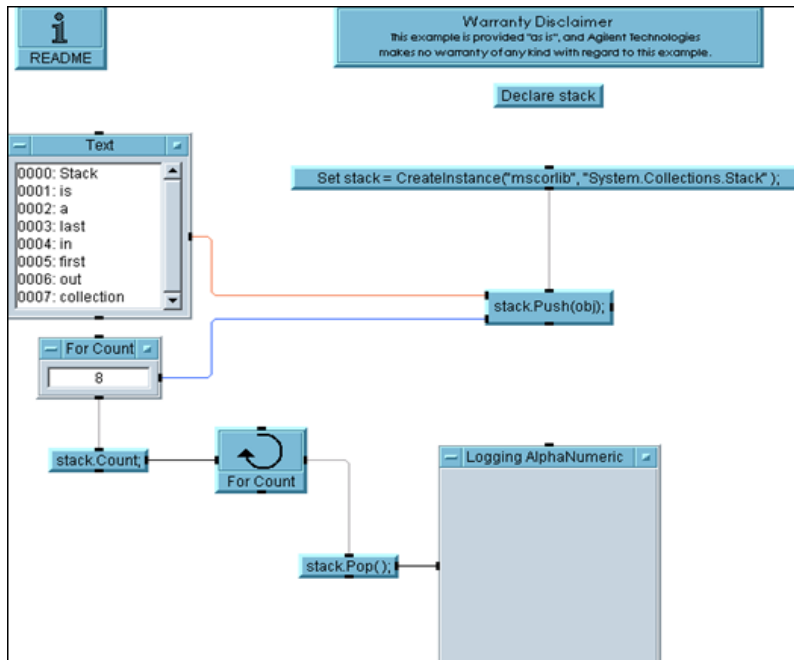 i
README
Warranty Disclaimer
This example is provided "as is", and Agilent Technologies
makes no warranty of any kind with regard to this example.
Declare stack
Text
0000: Stack
0001: is
0002: a
0003: last
0004: in
0005: first
0006: out
0007: collection
Set stack = CreateInstance("mscorlib", "System.Collections.Stack" );
stack.Push(obj);
For Count
8
stack.Count;
For Count
Logging AlphaNumeric
stack.Pop();